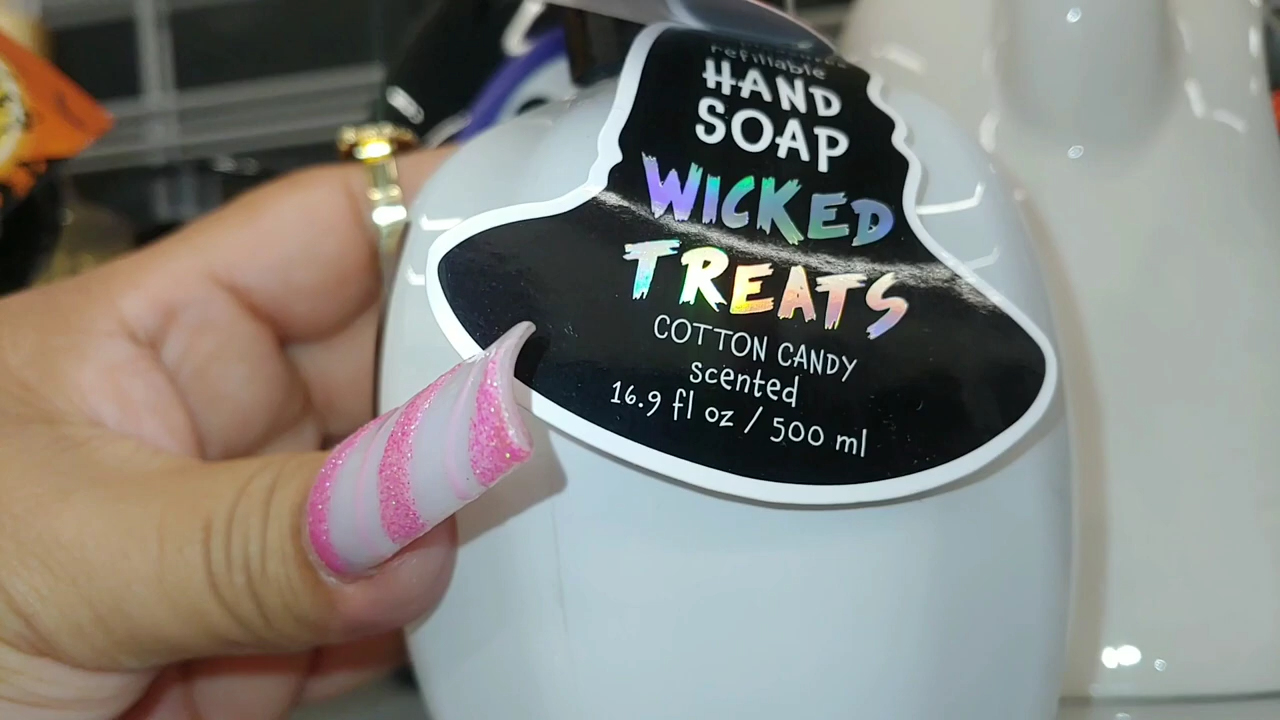 refillable
HAND
SOAP
WICKED
TREATS
COTTON CANDY
scented
16.9 fl oz / 500 ml